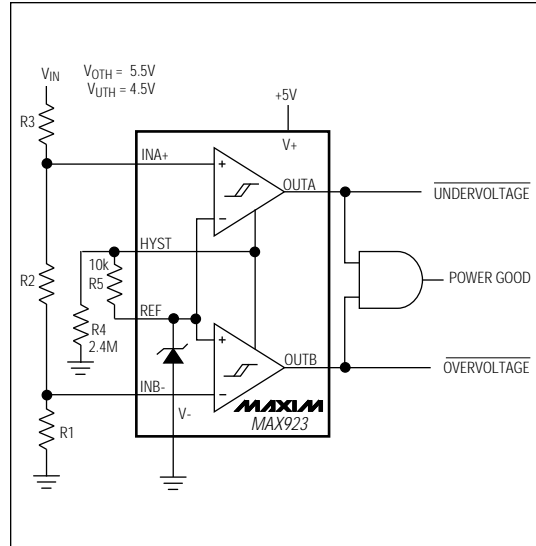 VIN
VOTH = 5.5V
VUTH = 4.5V
+5V
R3
V+
INA+
+
OUTA
UNDERVOLTAGE
−
HYST
10k
R5
POWER GOOD
R2
REF
R4
2.4M
+
OUTB
OVERVOLTAGE
INB-
−
V-
MAXIM
MAX923
R1